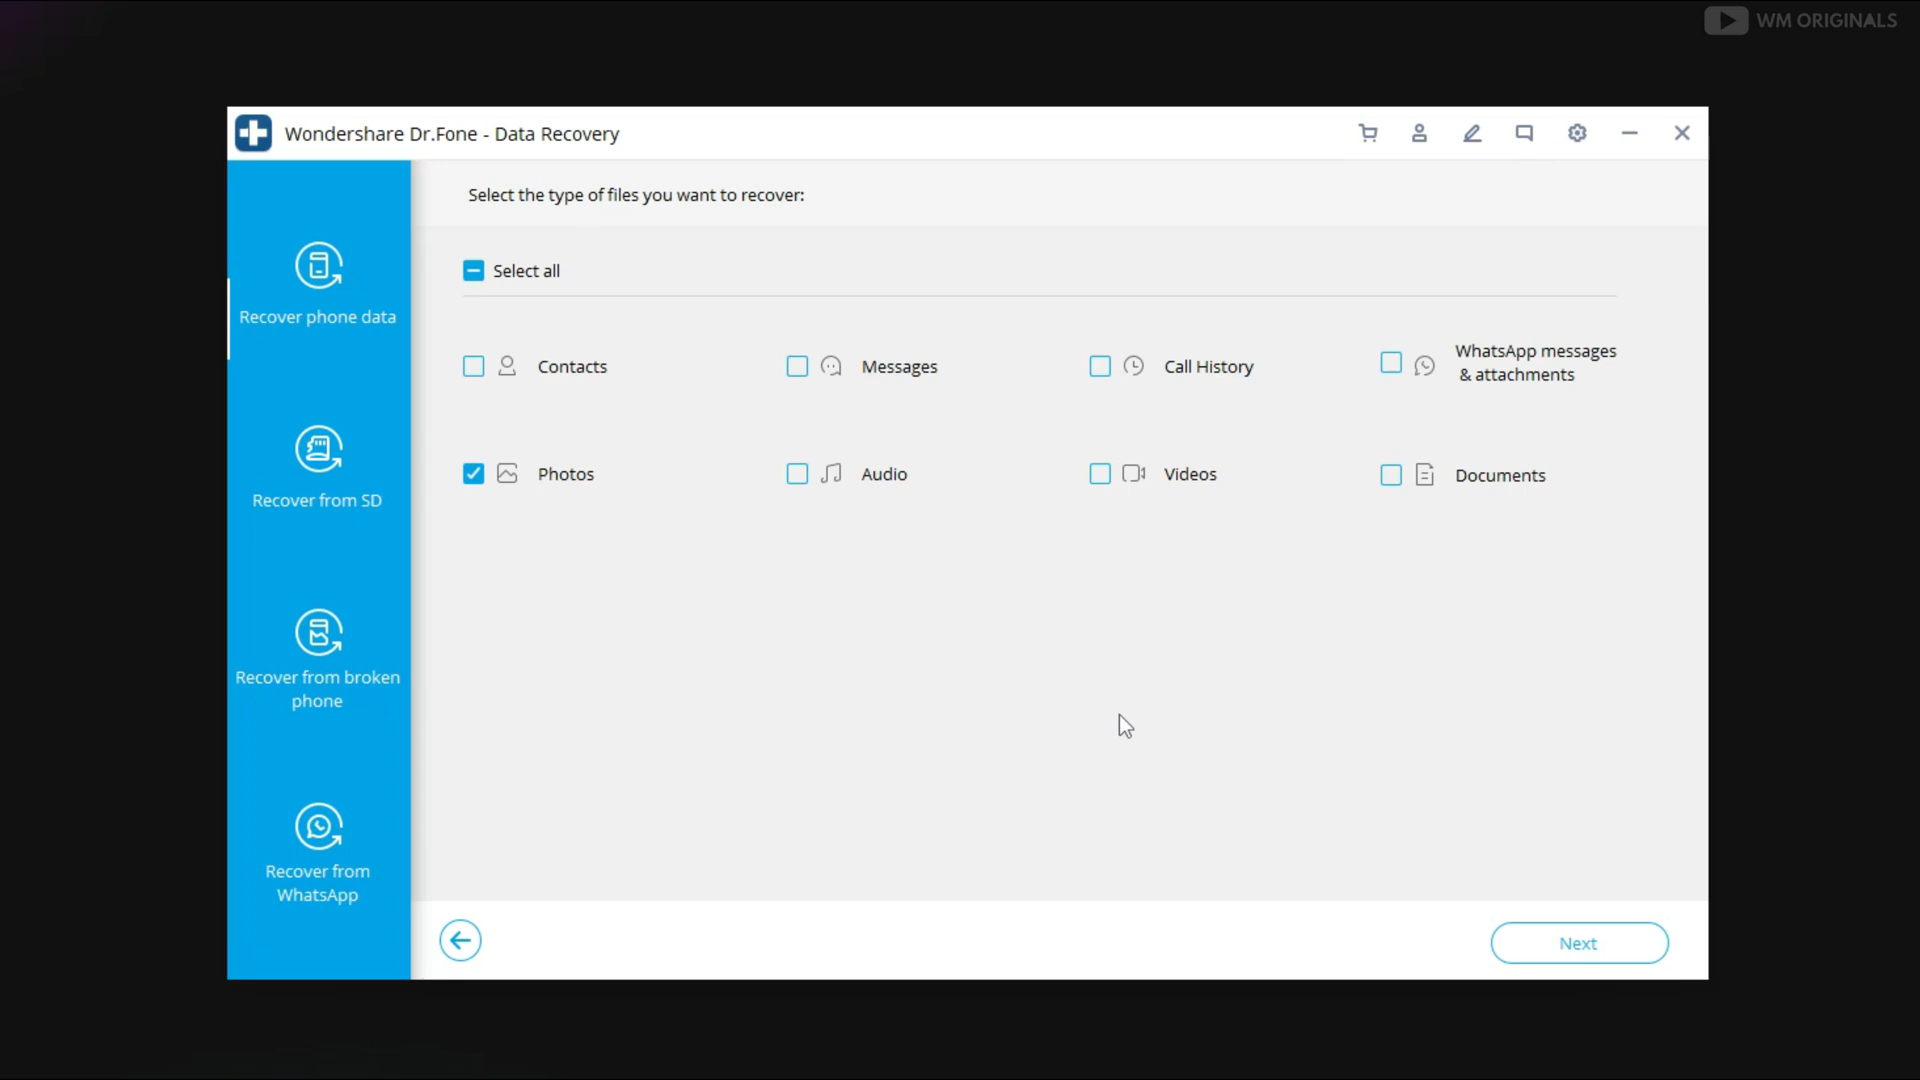 WM ORIGINALS
Wondershare Dr.Fone - Data Recovery
Select the type of files you want to recover:
Select all
Recover phone data
Contacts
Messages
Call History
WhatsApp messages
& attachments
Photos
Audio
Videos
Documents
Recover from SD
Recover from broken
phone
Recover from
WhatsApp
Next